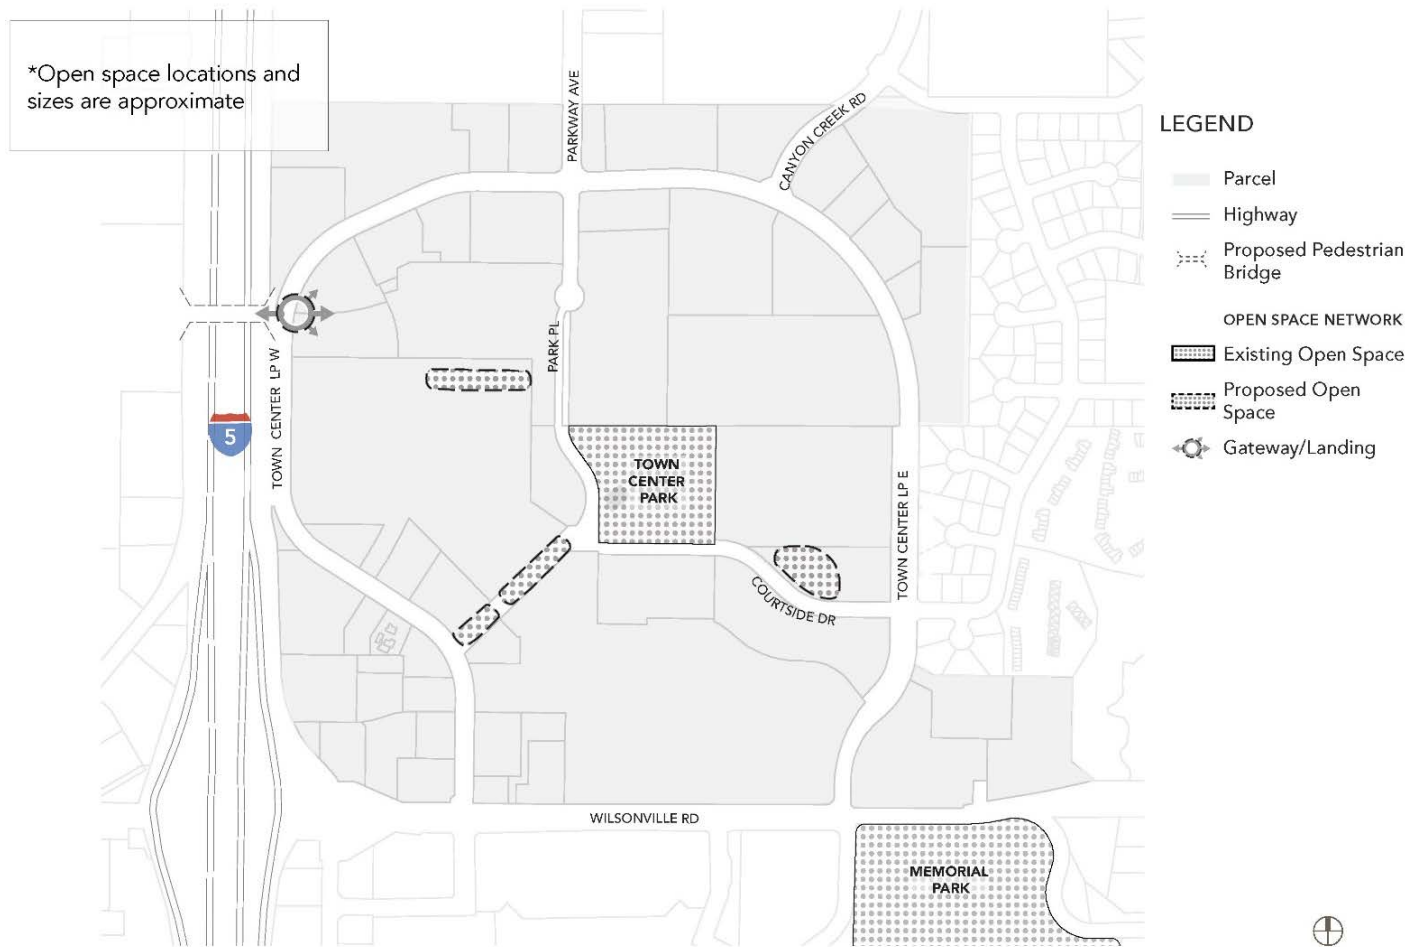 *Open space locations and
sizes are approximate
PARKWAY AVE
CANYON CREEK RD
PARK PL
TOWN CENTER LP W
5
TOWN
CENTER
PARK
TOWN CENTER LP E
COURTSIDE DR
WILSONVILLE RD
MEMORIAL
PARK
LEGEND
Parcel
Highway
Proposed Pedestrian
Bridge
OPEN SPACE NETWORK
Existing Open Space
Proposed Open
Space
Gateway/Landing